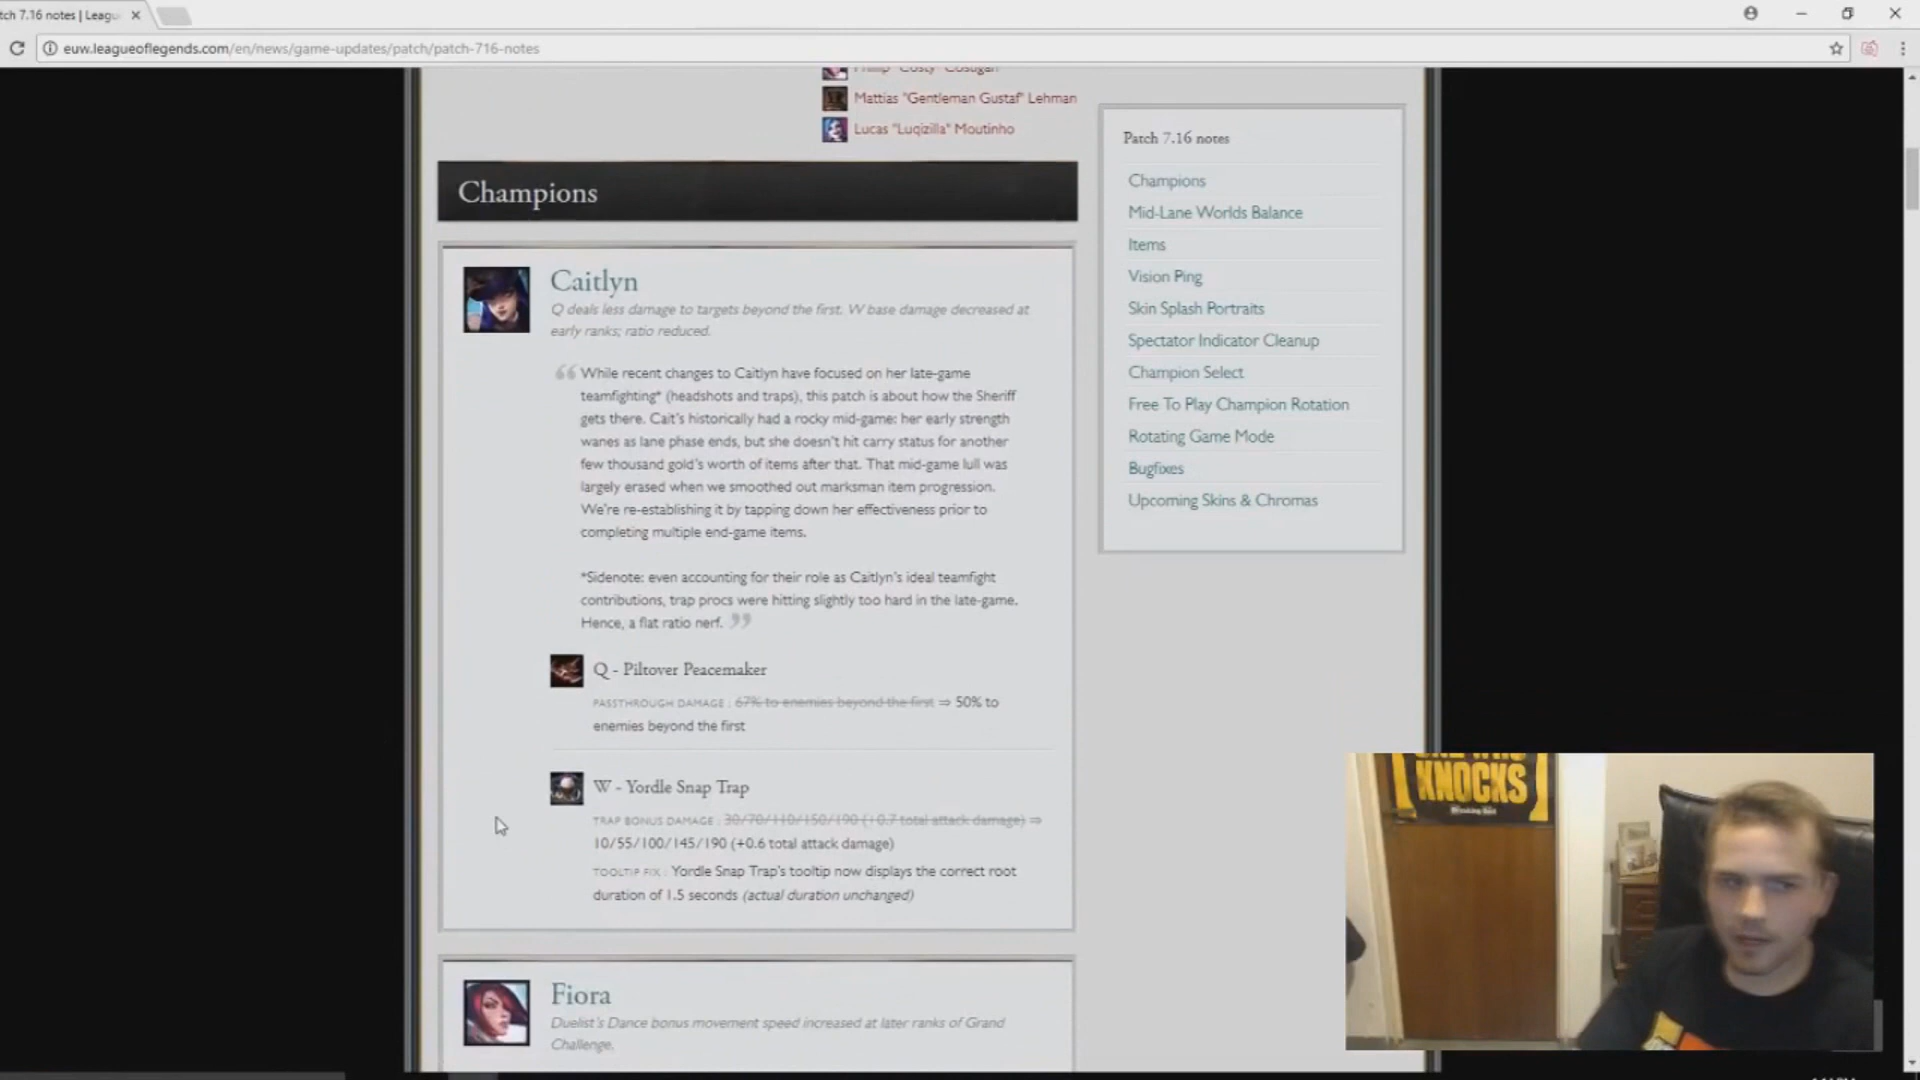 tch 7.16 notes | Leagu
euw.leagueoflegends.com/en/news/game-updates/patch/patch-716-notes
Phillip "Costy" Cosugan
Mattias "Gentleman Gustaf" Lehman
Lucas "Luqizilla" Moutinho
Champions
Caitlyn
Q deals less damage to targets beyond the first. W base damage decreased at
early ranks; ratio reduced.
While recent changes to Caitlyn have focused on her late-game
teamfighting* (headshots and traps), this patch is about how the Sheriff
gets there. Cait's historically had a rocky mid-game: her early strength
wanes as lane phase ends, but she doesn't hit carry status for another
few thousand gold's worth of items after that. That mid-game lull was
largely erased when we smoothed out marksman item progression.
We're re-establishing it by tapping down her effectiveness prior to
completing multiple end-game items.
*Sidenote: even accounting for their role as Caitlyn's ideal teamfight
contributions, trap procs were hitting slightly too hard in the late-game.
Hence, a flat ratio nerf.
Q - Piltover Peacemaker
PASSTHROUGH DAMAGE : 67% to enemies beyond the first ⇒ 50% to
enemies beyond the first
W - Yordle Snap Trap
TRAP BONUS DAMAGE : 30/70/110/150/190 (+0.7 total attack damage) ⇒
10/55/100/145/190 (+0.6 total attack damage)
TOOLTIP FIX : Yordle Snap Trap's tooltip now displays the correct root
duration of 1.5 seconds (actual duration unchanged)
Fiora
Duelist's Dance bonus movement speed increased at later ranks of Grand
Challenge.
Patch 7.16 notes
Champions
Mid-Lane Worlds Balance
Items
Vision Ping
Skin Splash Portraits
Spectator Indicator Cleanup
Champion Select
Free To Play Champion Rotation
Rotating Game Mode
Bugfixes
Upcoming Skins & Chromas
KNOCKS